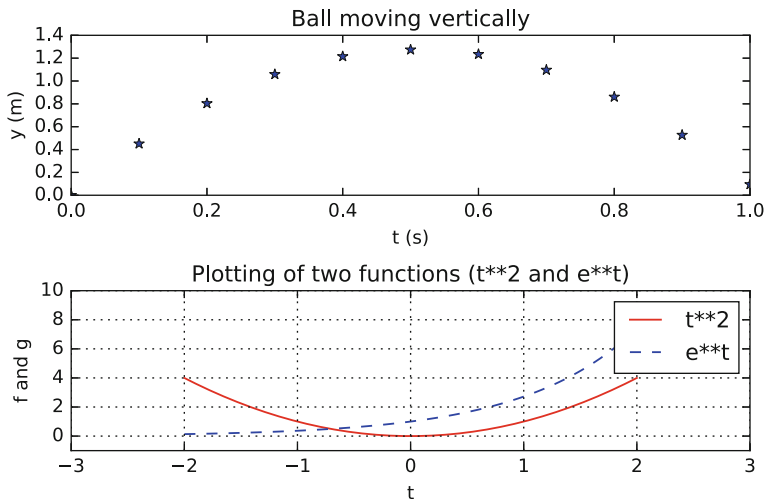 Ball moving vertically
1.4
1.2
1.0
0.8
0.6
0.4
0.2
0.0
y (m)
0.0 0.2 0.4 0.6 0.8 1.0
t (s)
Plotting of two functions (t**2 and e**t)
10
8
6
4
2
0
f and g
t**2
e**t
−3 −2 −1 0 1 2 3
t